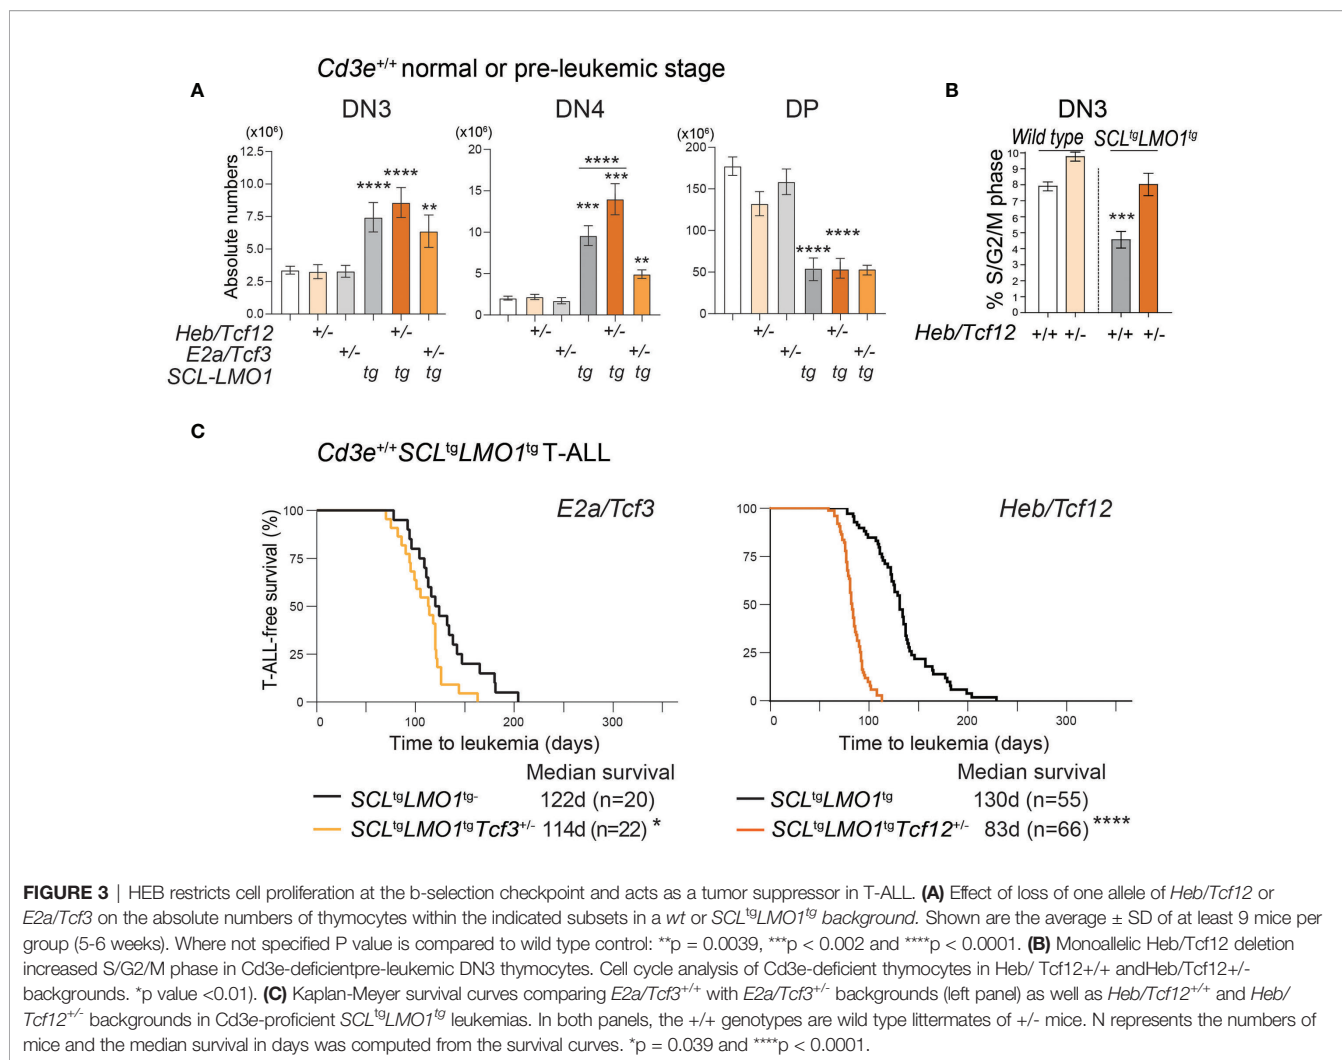 Cd3e+/+ normal or pre-leukemic stage
A
DN3
(x10⁶)
Absolute numbers
12.5
10.0
7.5
5.0
2.5
0
****
****
**
DN4
(x10⁶)
20
15
10
5
0
****
***
***
**
DP
(x10⁶)
200
150
100
50
0
****
****
Heb/Tcf12 +/- +/- +/- +/- +/- +/-
E2a/Tcf3 +/- +/- +/- +/- +/- +/-
SCL-LMO1 tg tg tg tg tg tg tg tg tg
B
DN3
Wild type SCLtgLMO1tg
% S/G2/M phase
10
9
8
7
6
5
4
3
2
1
0
***
Heb/Tcf12 +/+ +/- +/+ +/-
C
Cd3e+/+SCLtgLMO1tg T-ALL
E2a/Tcf3
T-ALL-free survival (%)
100
75
50
25
0
0 100 200 300
Time to leukemia (days)
Median survival
SCLtgLMO1tg- 122d (n=20)
SCLtgLMO1tgTcf3+/- 114d (n=22) *
Heb/Tcf12
100
75
50
25
0
0 100 200 300
Time to leukemia (days)
Median survival
SCLtgLMO1tg 130d (n=55)
SCLtgLMO1tgTcf12+/- 83d (n=66) ****
FIGURE 3 | HEB restricts cell proliferation at the b-selection checkpoint and acts as a tumor suppressor in T-ALL. (A) Effect of loss of one allele of Heb/Tcf12 or
E2a/Tcf3 on the absolute numbers of thymocytes within the indicated subsets in a wt or SCLtgLMO1tg background. Shown are the average ± SD of at least 9 mice per
group (5-6 weeks). Where not specified P value is compared to wild type control: **p = 0.0039, ***p < 0.002 and ****p < 0.0001. (B) Monoallelic Heb/Tcf12 deletion
increased S/G2/M phase in Cd3e-deficientpre-leukemic DN3 thymocytes. Cell cycle analysis of Cd3e-deficient thymocytes in Heb/ Tcf12+/+ andHeb/Tcf12+/-
backgrounds. *p value <0.01). (C) Kaplan-Meyer survival curves comparing E2a/Tcf3+/+ with E2a/Tcf3+/- backgrounds (left panel) as well as Heb/Tcf12+/+ and Heb/
Tcf12+/- backgrounds in Cd3e-proficient SCLtgLMO1tg leukemias. In both panels, the +/+ genotypes are wild type littermates of +/- mice. N represents the numbers of
mice and the median survival in days was computed from the survival curves. *p = 0.039 and ****p < 0.0001.